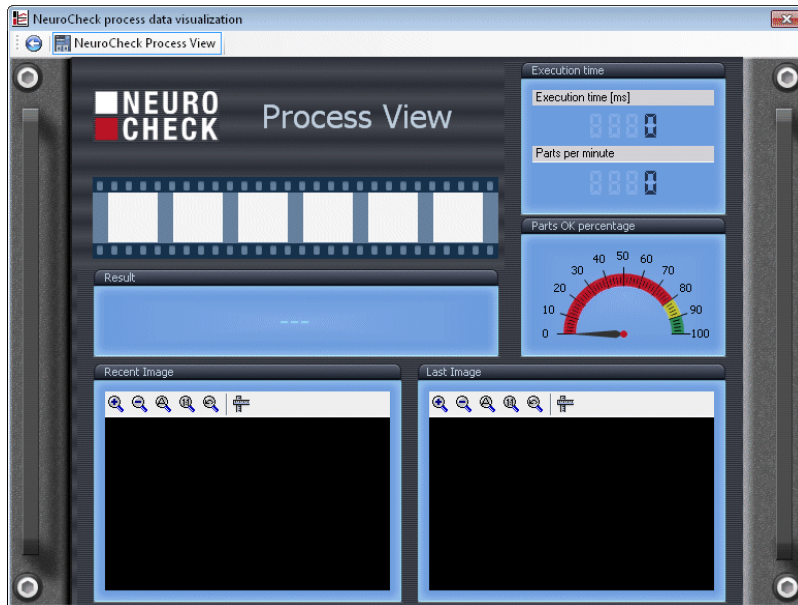 NeuroCheck process data visualization
NeuroCheck Process View
NEURO
CHECK
Process View
Execution time
Execution time [ms]
0
Parts per minute
0
Parts OK percentage
0 10 20 30 40 50 60 70 80 90 100
Result
---
Recent Image
Last Image